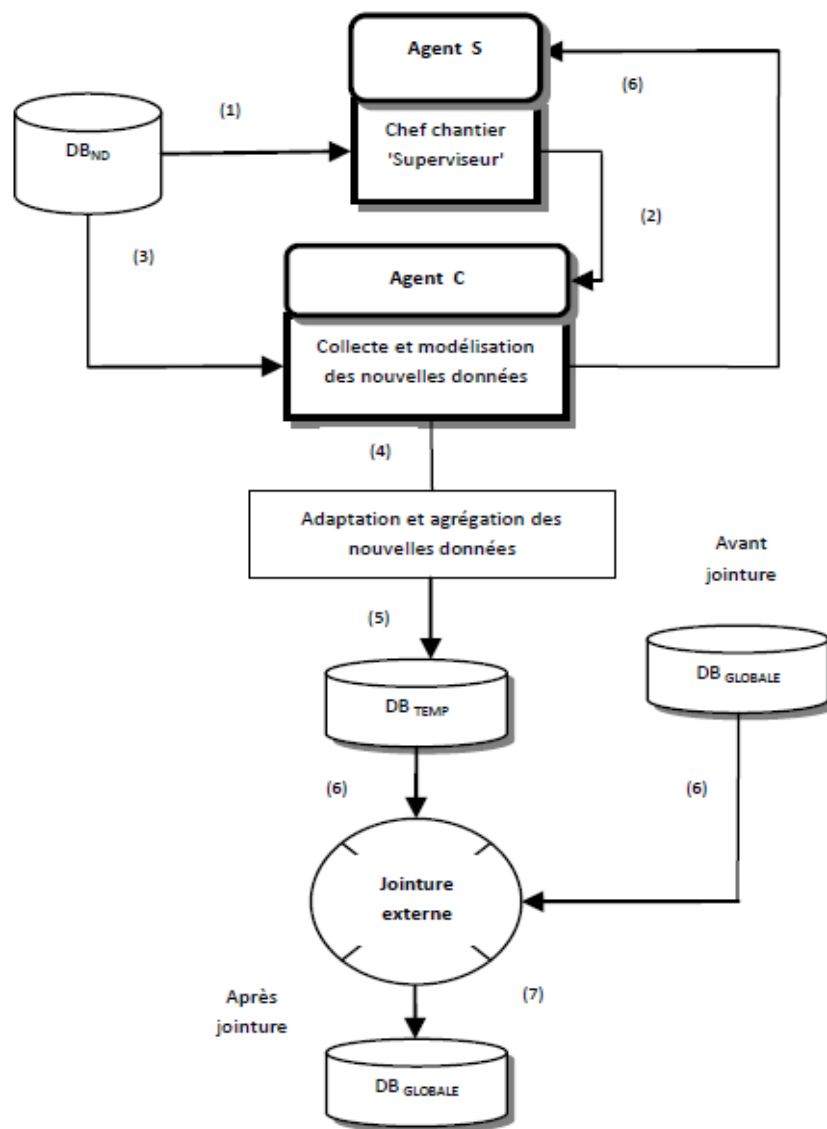 Agent S
(6)
(1)
DB ND
Chef chantier
'Superviseur'
(2)
(3)
Agent C
Collecte et modélisation
des nouvelles données
(4)
Adaptation et agrégation des
nouvelles données
Avant
jointure
(5)
DB GLOBALE
DB TEMP
(6)
(6)
Jointure
externe
(7)
Après
jointure
DB GLOBALE